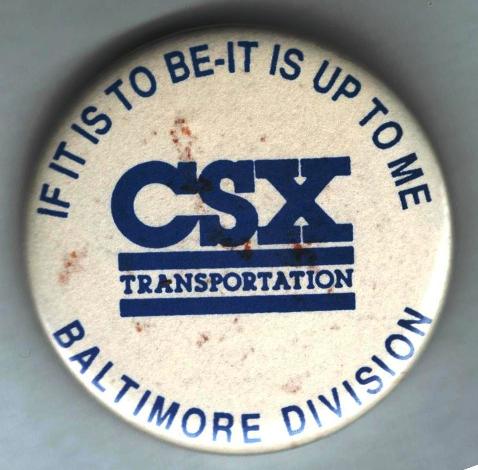 IF IT IS TO BE-IT IS UP TO ME
CSX
TRANSPORTATION
BALTIMORE DIVISION